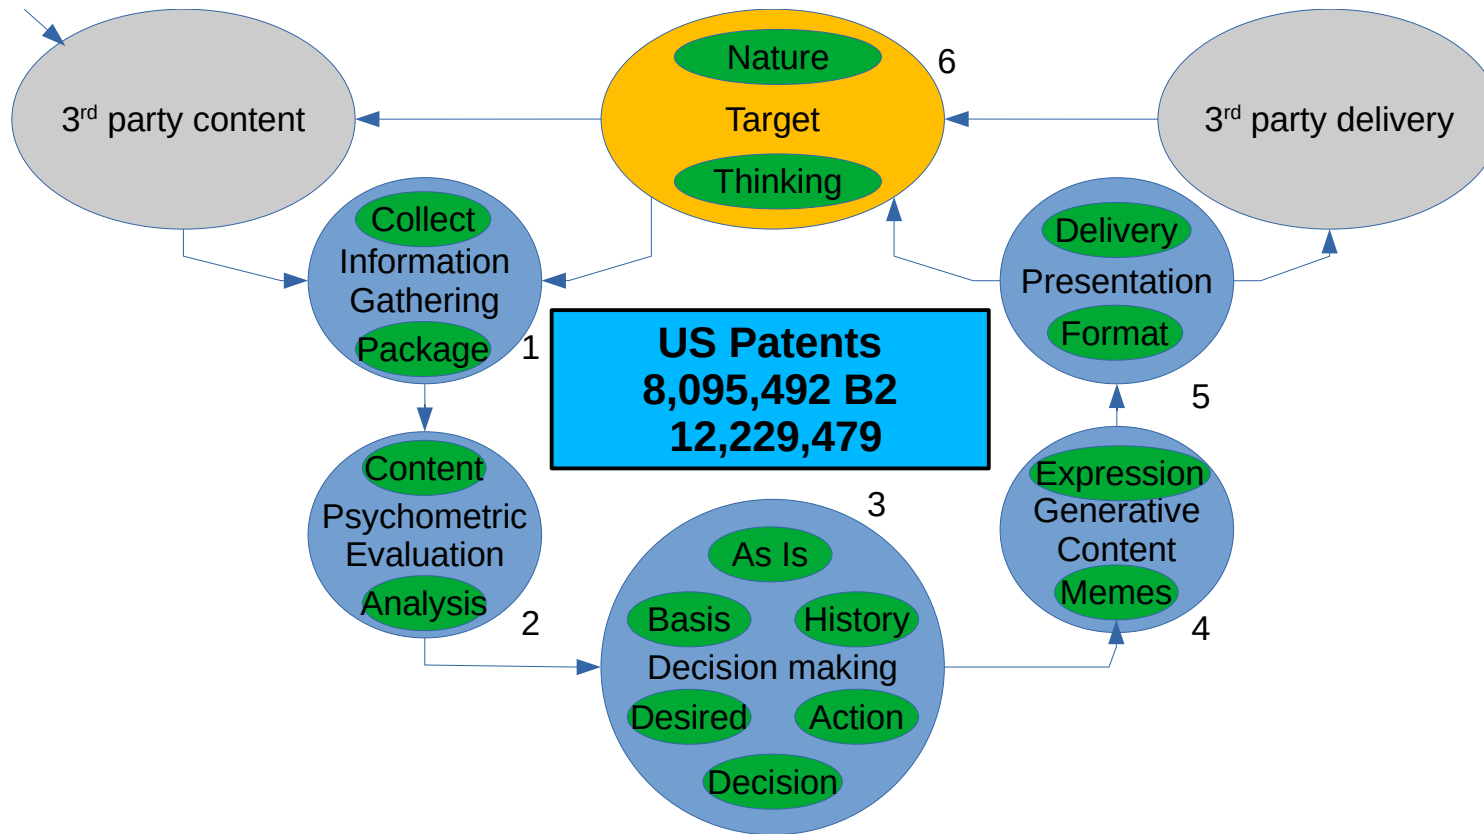 3rd party content
Nature
Target
Thinking
6
3rd party delivery
Collect
Information
Gathering
Package
1
US Patents
8,095,492 B2
12,229,479
Delivery
Presentation
Format
5
Content
Psychometric
Evaluation
Analysis
2
3
As Is
Basis
History
Decision making
Desired
Action
Decision
Expression
Generative
Content
Memes
4